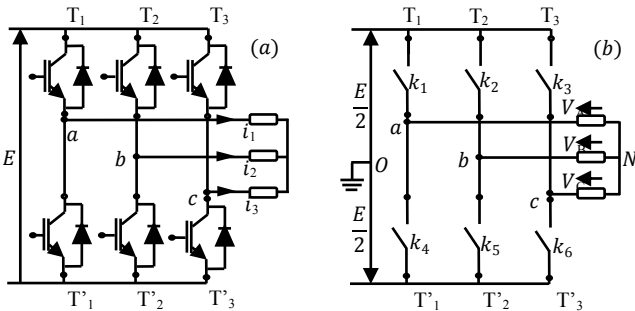 T₁ T₂ T₃
(a)
E
a
i₁
b
i₂
c
i₃
T'₁ T'₂ T'₃
T₁ T₂ T₃
(b)
E/2
k₁ k₂ k₃
V
a
O
b
V
N
V
c
E/2
k₄ k₅ k₆
T'₁ T'₂ T'₃